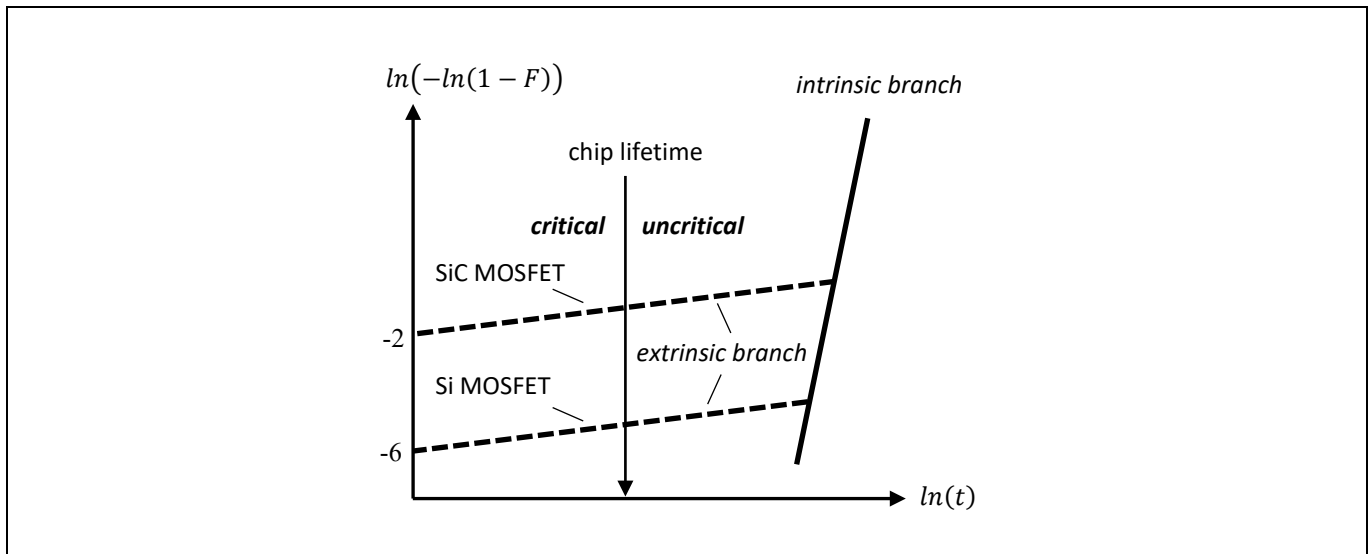 ln(−ln(1 − F))
intrinsic branch
chip lifetime
critical
uncritical
SiC MOSFET
-2
extrinsic branch
Si MOSFET
-6
ln(t)